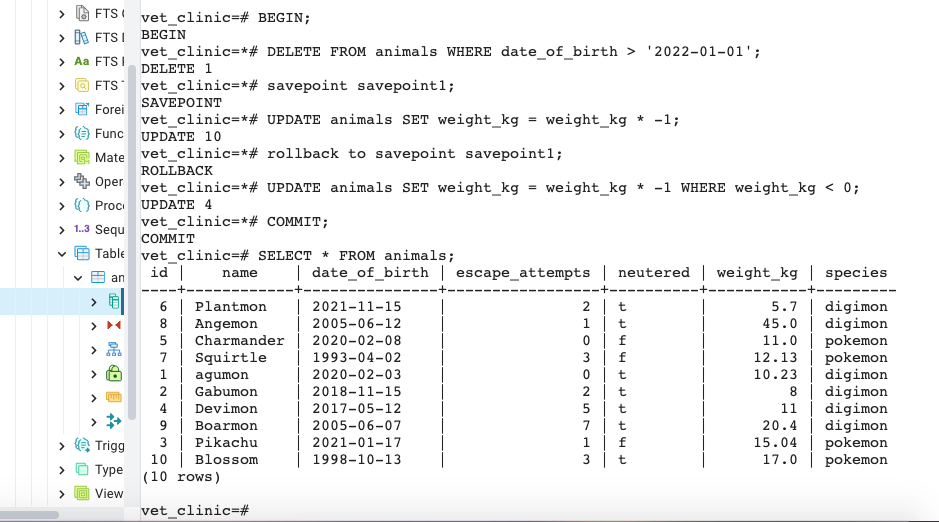 FTS
FTS
Aa FTS
FTS
Forei
Func
Mate
Oper
Proc
1..3 Sequ
Table
an
Trigg
Type
View
vet_clinic=# BEGIN;
BEGIN
vet_clinic=*# DELETE FROM animals WHERE date_of_birth > '2022-01-01';
DELETE 1
vet_clinic=*# savepoint savepoint1;
SAVEPOINT
vet_clinic=*# UPDATE animals SET weight_kg = weight_kg * -1;
UPDATE 10
vet_clinic=*# rollback to savepoint savepoint1;
ROLLBACK
vet_clinic=*# UPDATE animals SET weight_kg = weight_kg * -1 WHERE weight_kg < 0;
UPDATE 4
vet_clinic=*# COMMIT;
COMMIT
vet_clinic=# SELECT * FROM animals;
id | name | date_of_birth | escape_attempts | neutered | weight_kg | species
----+------------+---------------+-----------------+----------+-----------+---------
6 | Plantmon | 2021-11-15 | 2 | t | 5.7 | digimon
8 | Angemon | 2005-06-12 | 1 | t | 45.0 | digimon
5 | Charmander | 2020-02-08 | 0 | f | 11.0 | pokemon
7 | Squirtle | 1993-04-02 | 3 | f | 12.13 | pokemon
1 | agumon | 2020-02-03 | 0 | t | 10.23 | digimon
2 | Gabumon | 2018-11-15 | 2 | t | 8 | digimon
4 | Devimon | 2017-05-12 | 5 | t | 11 | digimon
9 | Boarmon | 2005-06-07 | 7 | t | 20.4 | digimon
3 | Pikachu | 2021-01-17 | 1 | f | 15.04 | pokemon
10 | Blossom | 1998-10-13 | 3 | t | 17.0 | pokemon
(10 rows)
vet_clinic=#